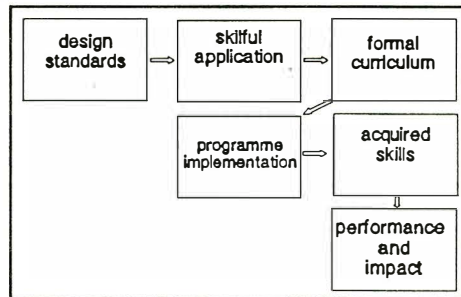 design
standards
skilful
application
formal
curriculum
programme
implementation
acquired
skills
performance
and
impact